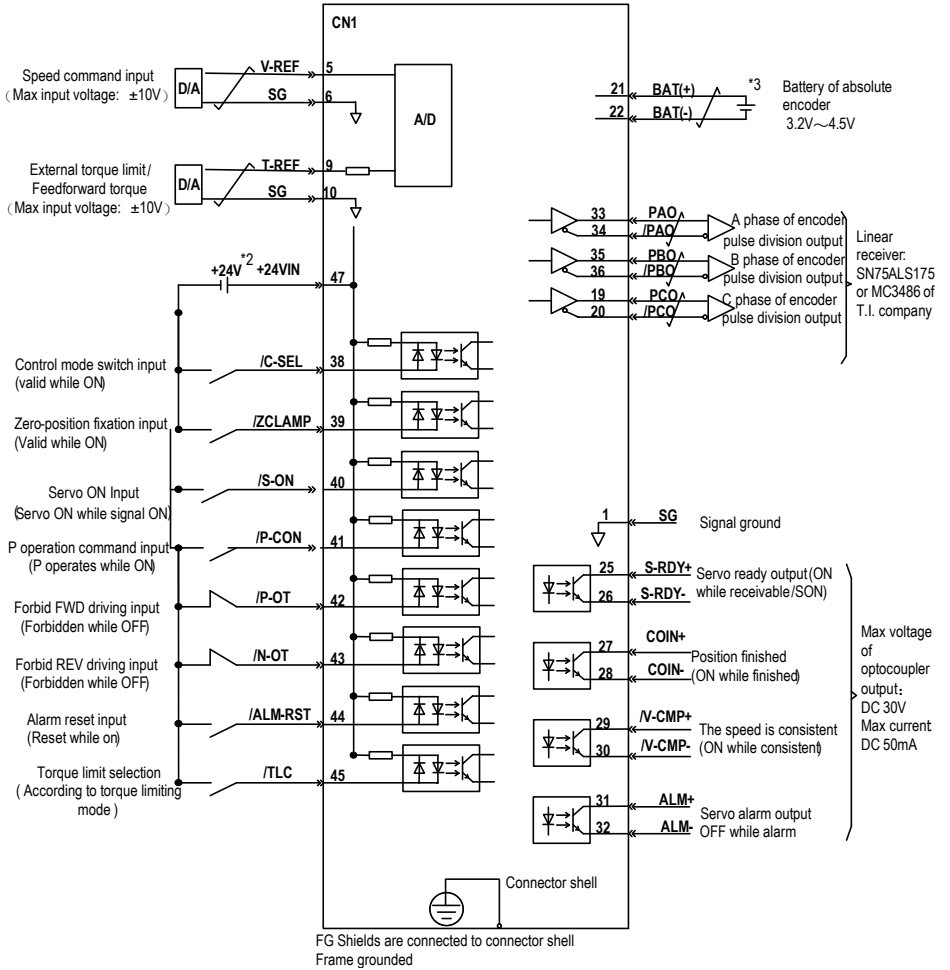 CN1
Speed command input
(Max input voltage: ±10V)
D/A
V-REF
5
SG
6
A/D
External torque limit/
Feedforward torque
(Max input voltage: ±10V)
D/A
T-REF
9
SG
10
+24V
*2
+24VIN
47
Control mode switch input
(valid while ON)
/C-SEL
38
Zero-position fixation input
(Valid while ON)
/ZCLAMP
39
Servo ON Input
(Servo ON while signal ON)
/S-ON
40
P operation command input
(P operates while ON)
/P-CON
41
Forbid FWD driving input
(Forbidden while OFF)
/P-OT
42
Forbid REV driving input
(Forbidden while OFF)
/N-OT
43
Alarm reset input
(Reset while on)
/ALM-RST
44
Torque limit selection
( According to torque limiting
mode )
/TLC
45
21
BAT(+)
22
BAT(-)
*3
Battery of absolute
encoder
3.2V～4.5V
33
PAO
34
/PAO
A phase of encoder
pulse division output
35
PBO
36
/PBO
B phase of encoder
pulse division output
19
PCO
20
/PCO
C phase of encoder
pulse division output
Linear
receiver:
SN75ALS175
or MC3486 of
T.I. company
1
SG
Signal ground
25
S-RDY+
26
S-RDY-
Servo ready output(ON
while receivable/SON)
27
COIN+
28
COIN-
Position finished
(ON while finished)
29
/V-CMP+
30
/V-CMP-
The speed is consistent
(ON while consistent)
31
ALM+
32
ALM-
Servo alarm output
OFF while alarm
Max voltage
of
optocoupler
output:
DC 30V
Max current
DC 50mA
Connector shell
FG Shields are connected to connector shell
Frame grounded